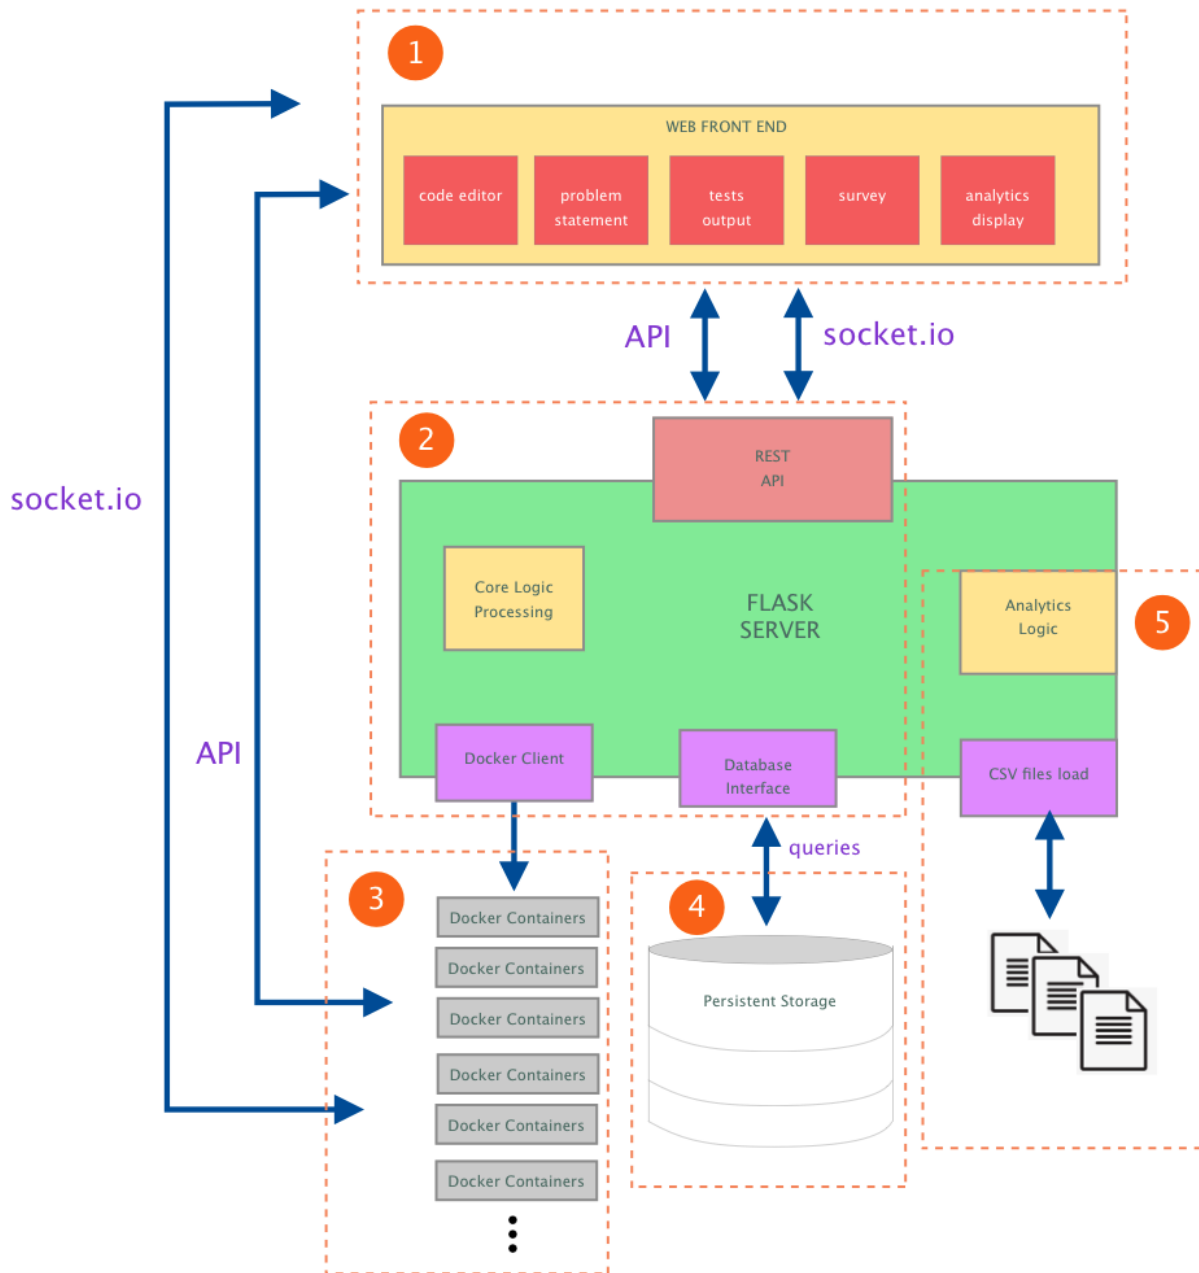 1
WEB FRONT END
code editor
problem
statement
tests
output
survey
analytics
display
API
socket.io
2
REST
API
socket.io
Core Logic
Processing
FLASK
SERVER
Analytics
Logic
5
API
Docker Client
Database
Interface
CSV files load
queries
3
4
Docker Containers
Docker Containers
Docker Containers
Docker Containers
Docker Containers
Docker Containers
Persistent Storage